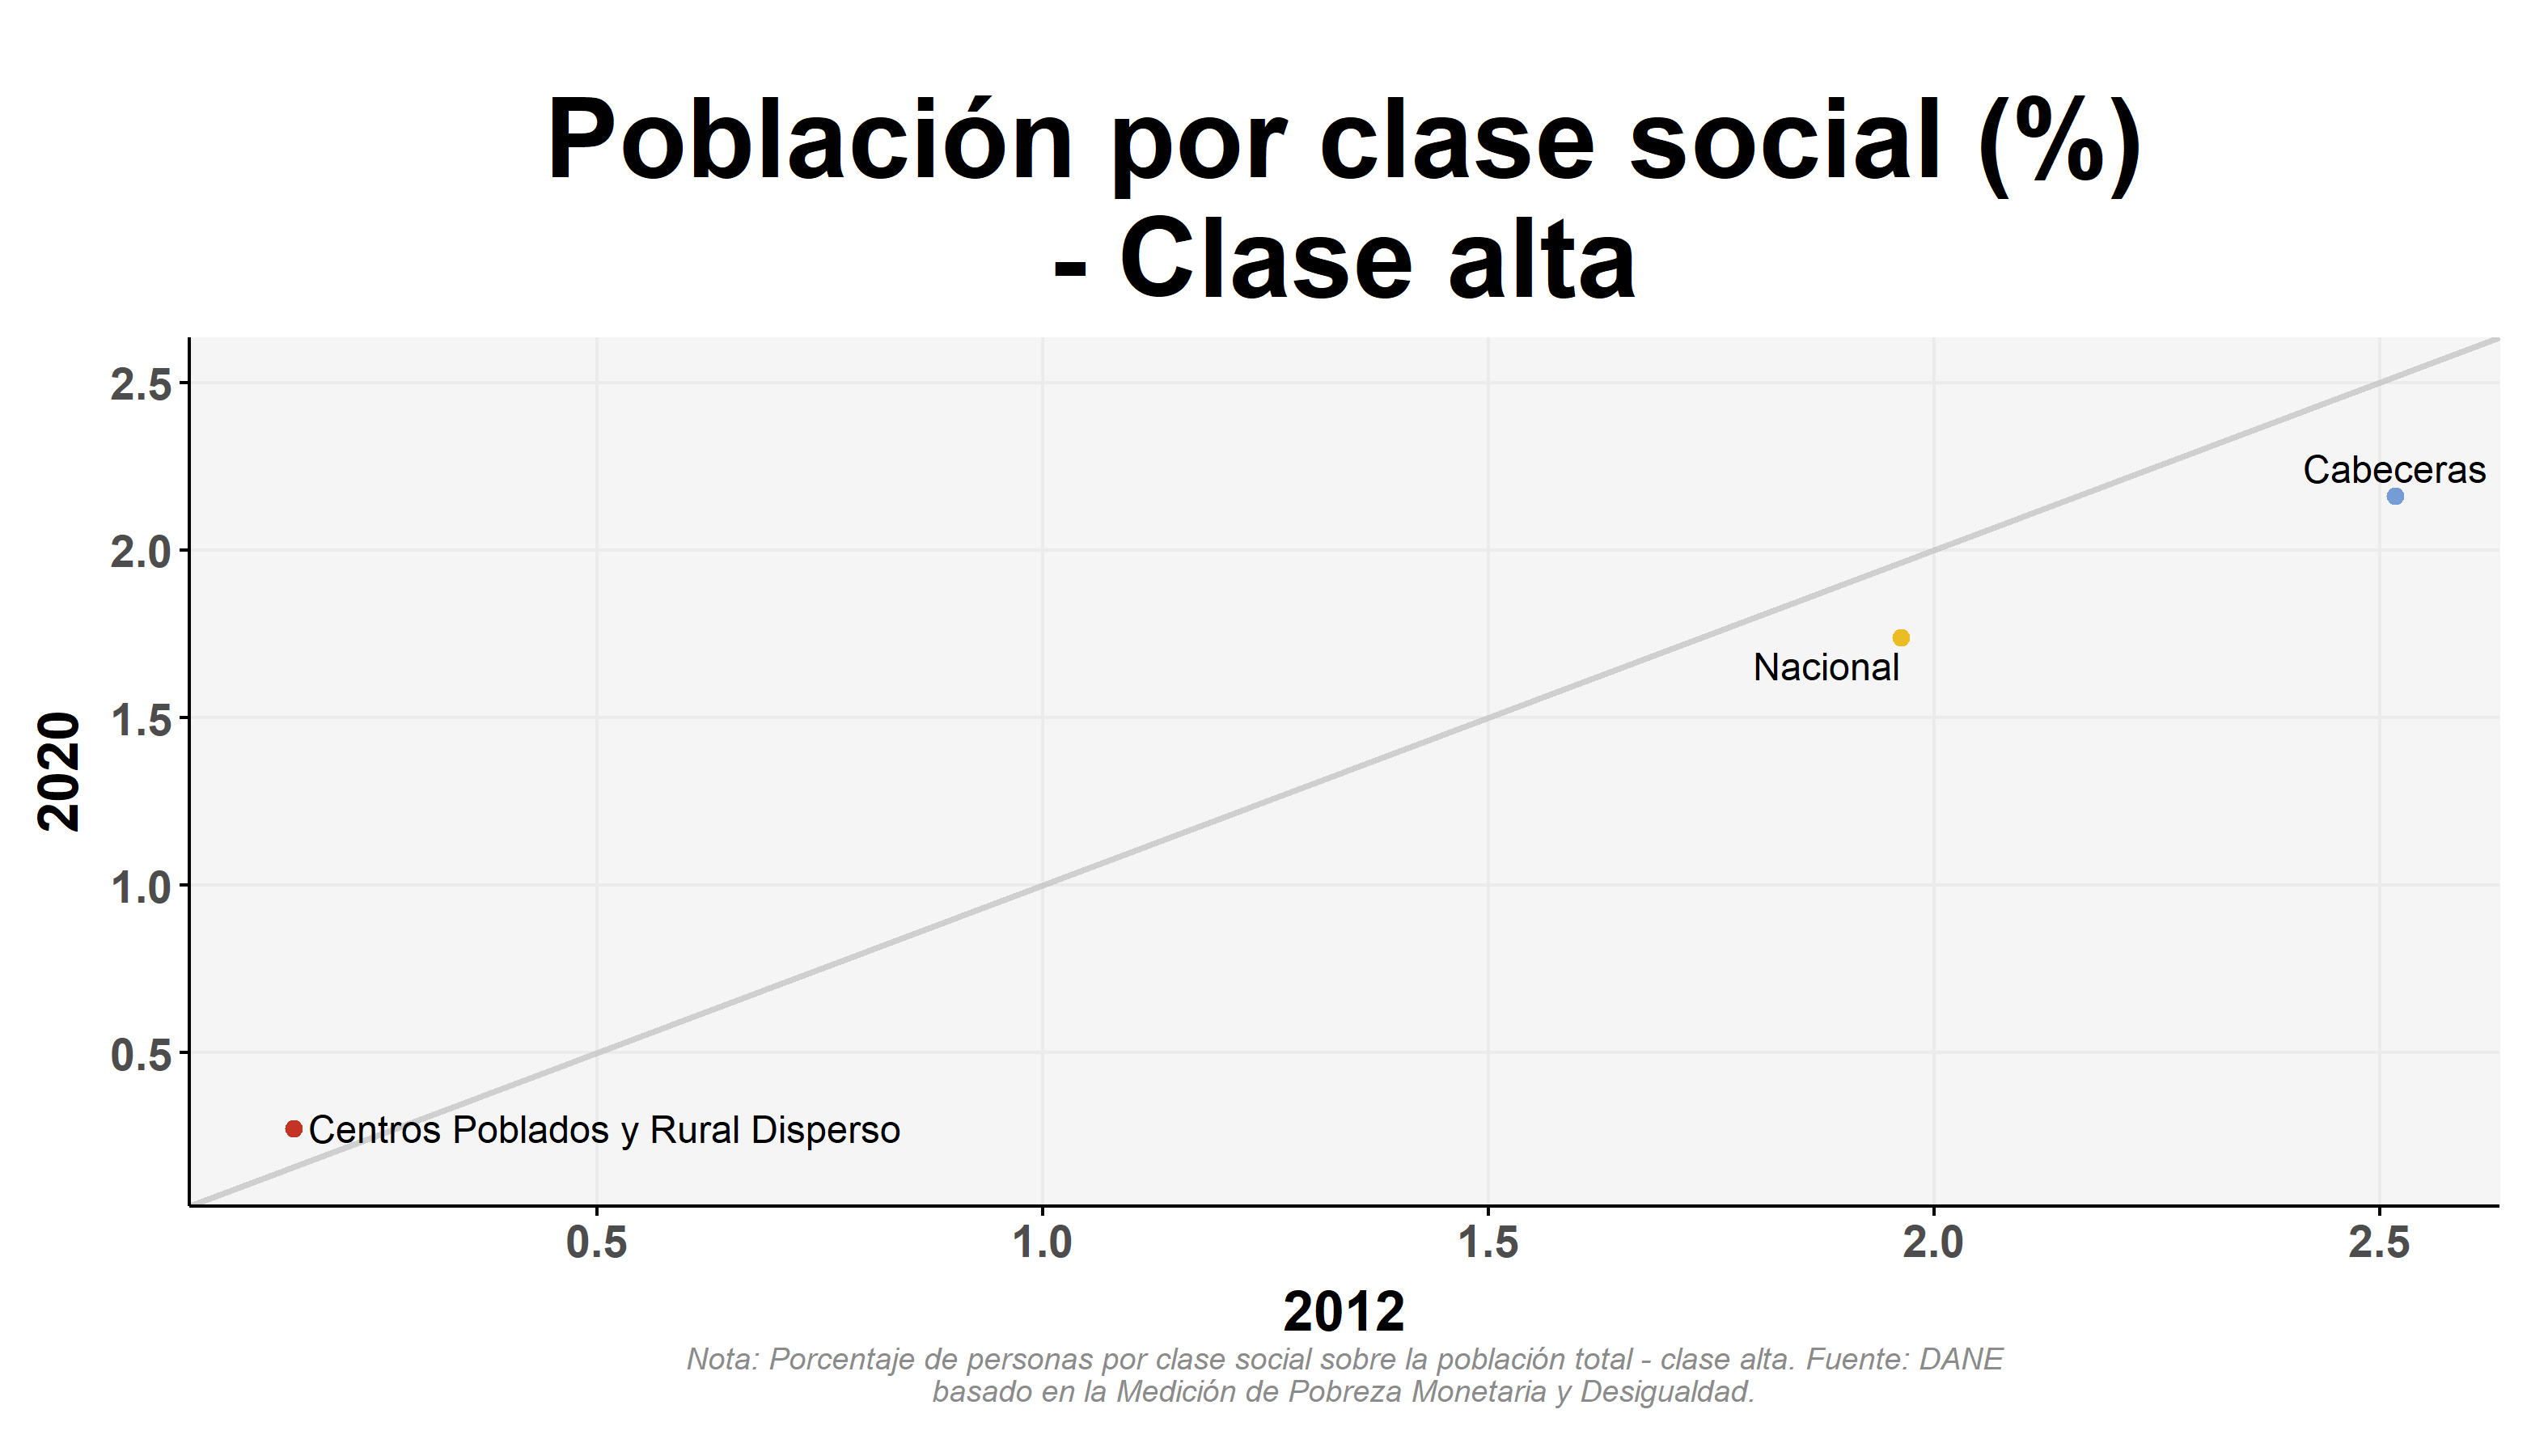 Población por clase social (%)
- Clase alta
2.5
2.0
1.5
1.0
0.5
2020
Cabeceras
Nacional
Centros Poblados y Rural Disperso
0.5
1.0
1.5
2.0
2.5
2012
Nota: Porcentaje de personas por clase social sobre la población total - clase alta. Fuente: DANE
basado en la Medición de Pobreza Monetaria y Desigualdad.